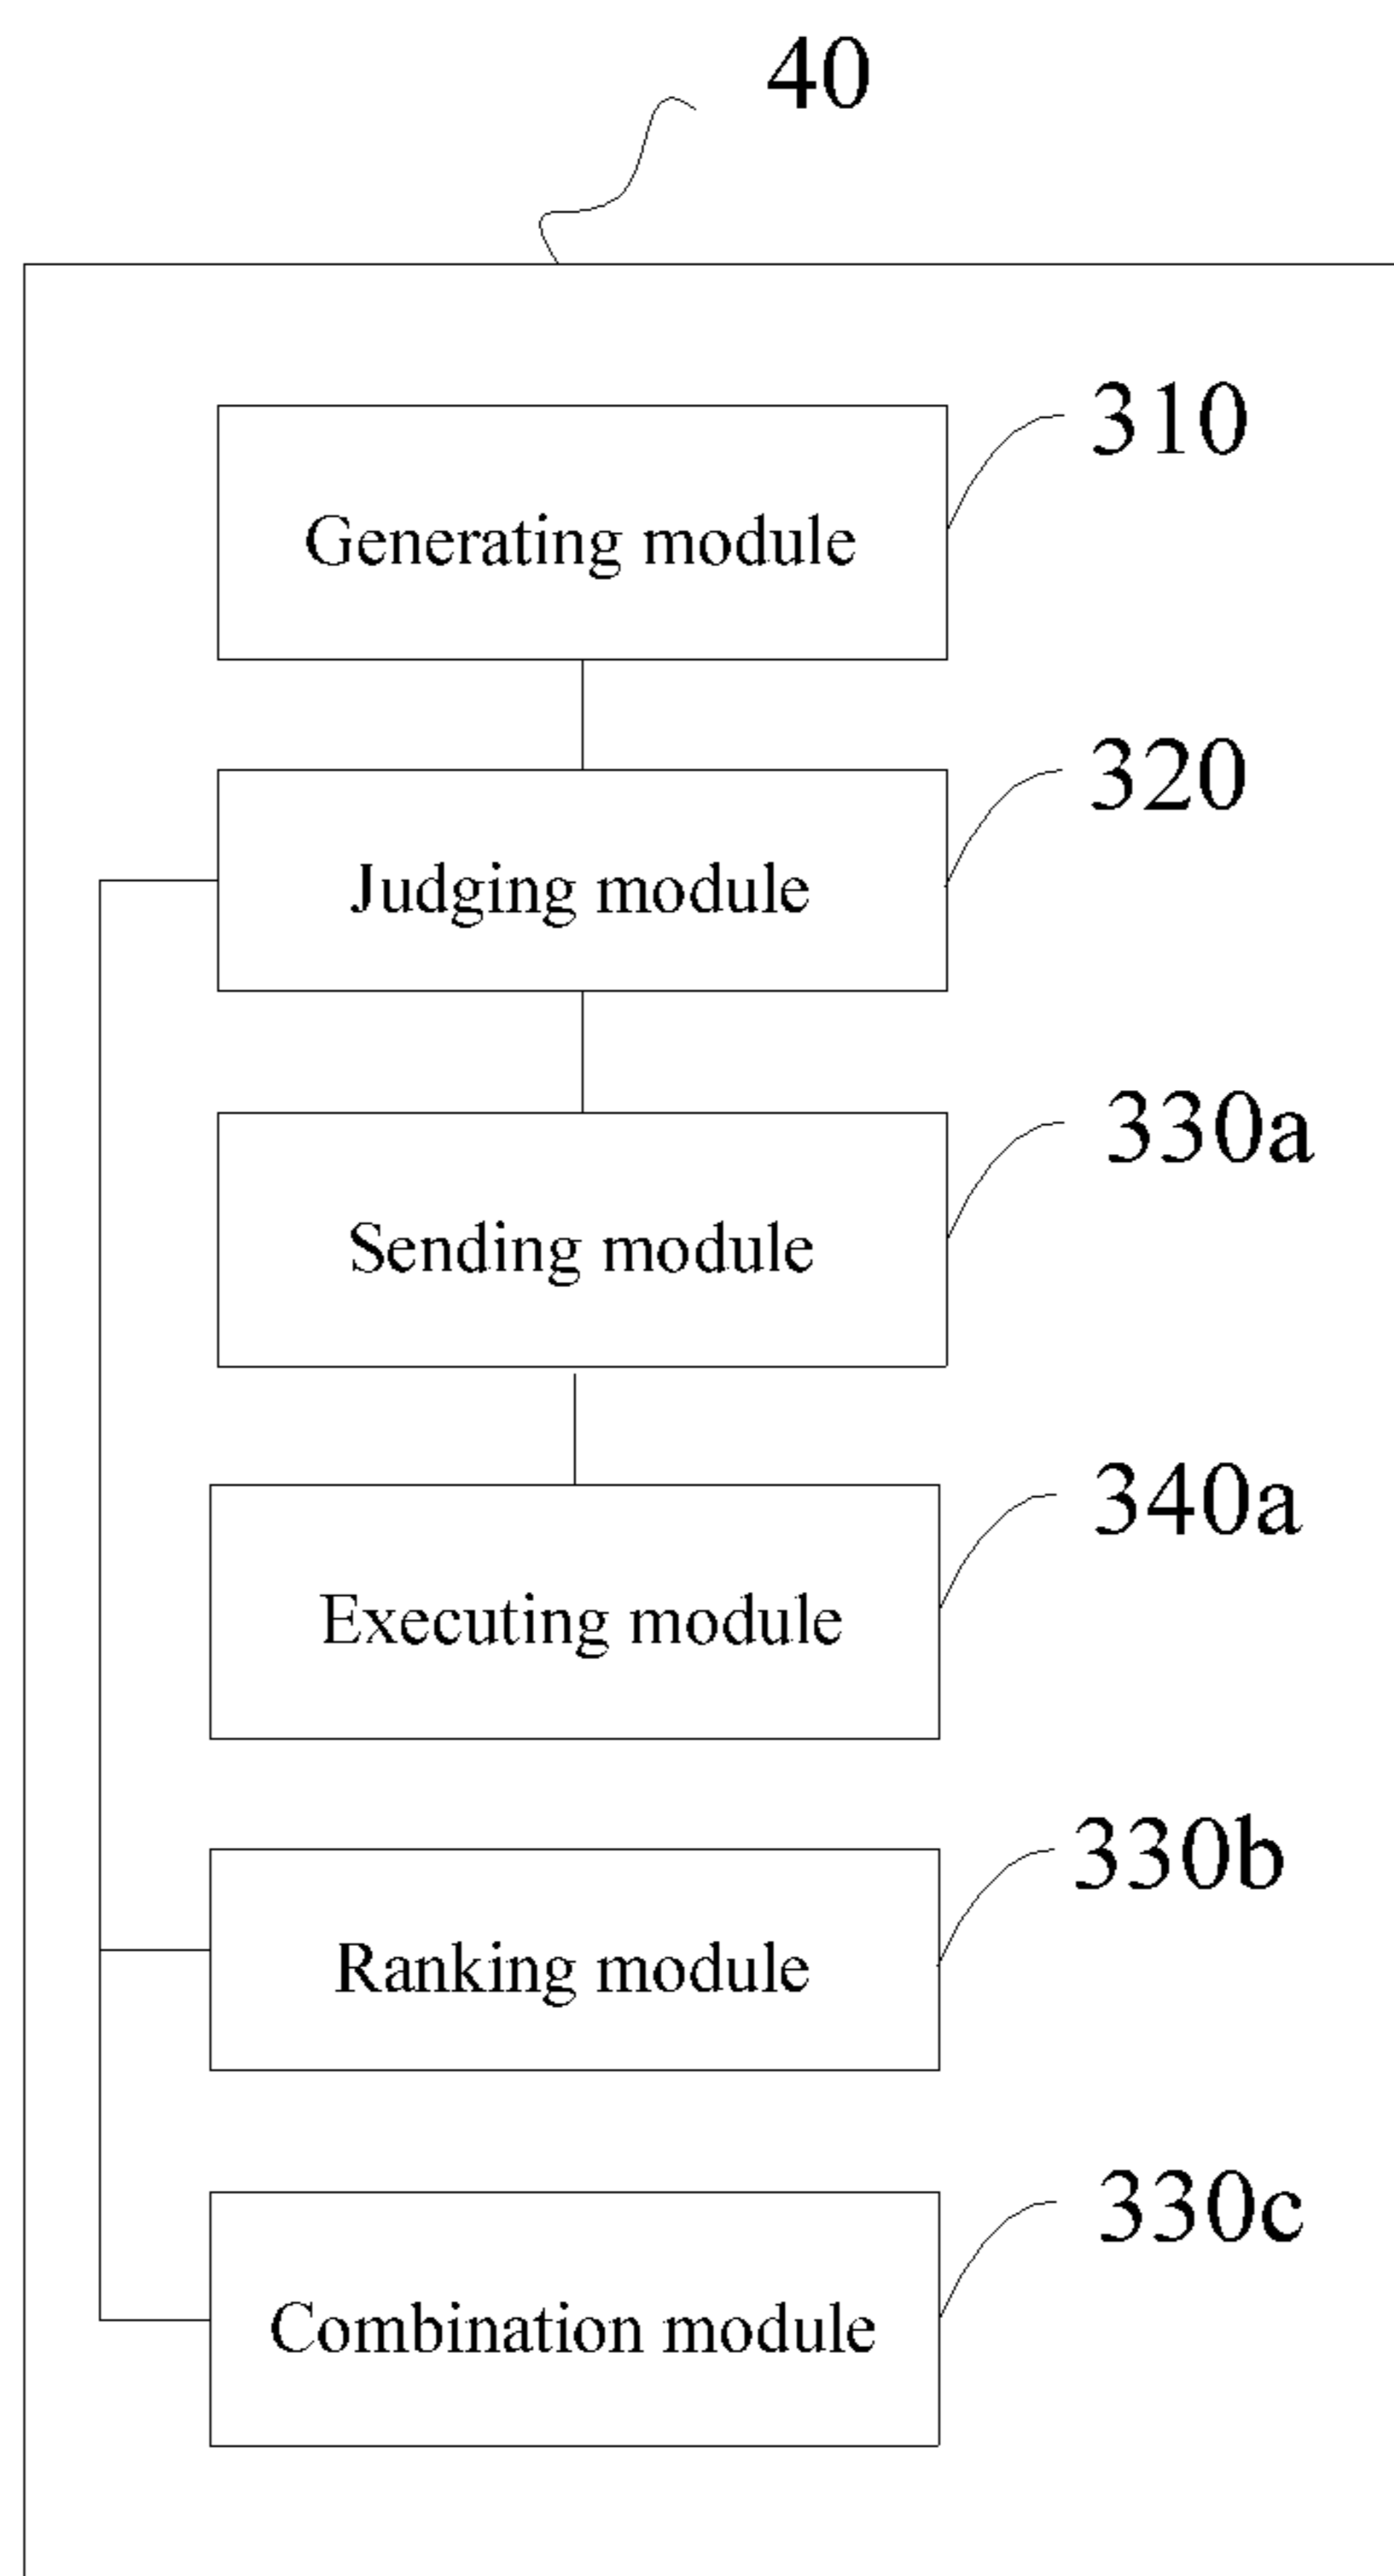 40
310
Generating module
320
Judging module
330a
Sending module
340a
Executing module
330b
Ranking module
330c
Combination module